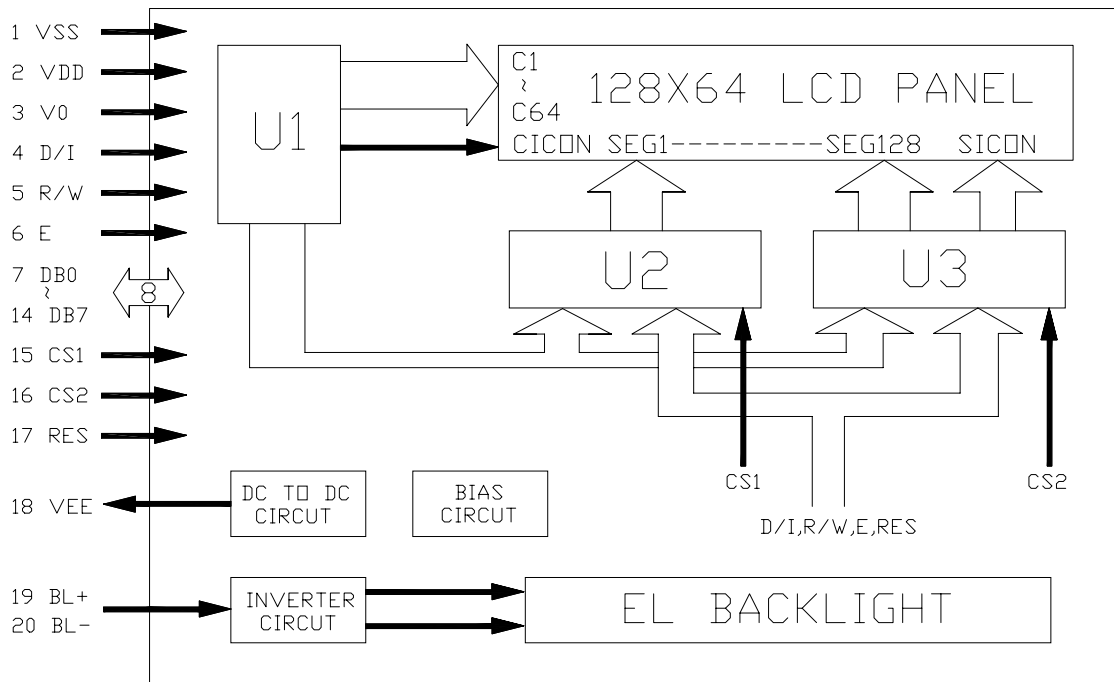 1 VSS
2 VDD
3 V0
4 D/I
5 R/W
6 E
7 DB0
~
14 DB7
8
15 CS1
16 CS2
17 RES
18 VEE
19 BL+
20 BL-
U1
C1
~
C64
128X64 LCD PANEL
CICON SEG1---------SEG128 SICON
U2
U3
CS1
CS2
D/I,R/W,E,RES
DC TO DC
CIRCUT
BIAS
CIRCUT
INVERTER
CIRCUT
EL BACKLIGHT